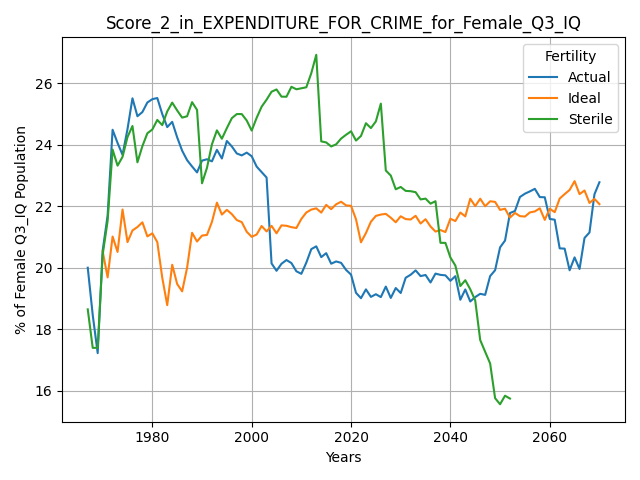 Score_2_in_EXPENDITURE_FOR_CRIME_for_Female_Q3_IQ
Fertility
Actual
Ideal
Sterile
% of Female Q3_IQ Population
26
24
22
20
18
16
1980
2000
2020
2040
2060
Years